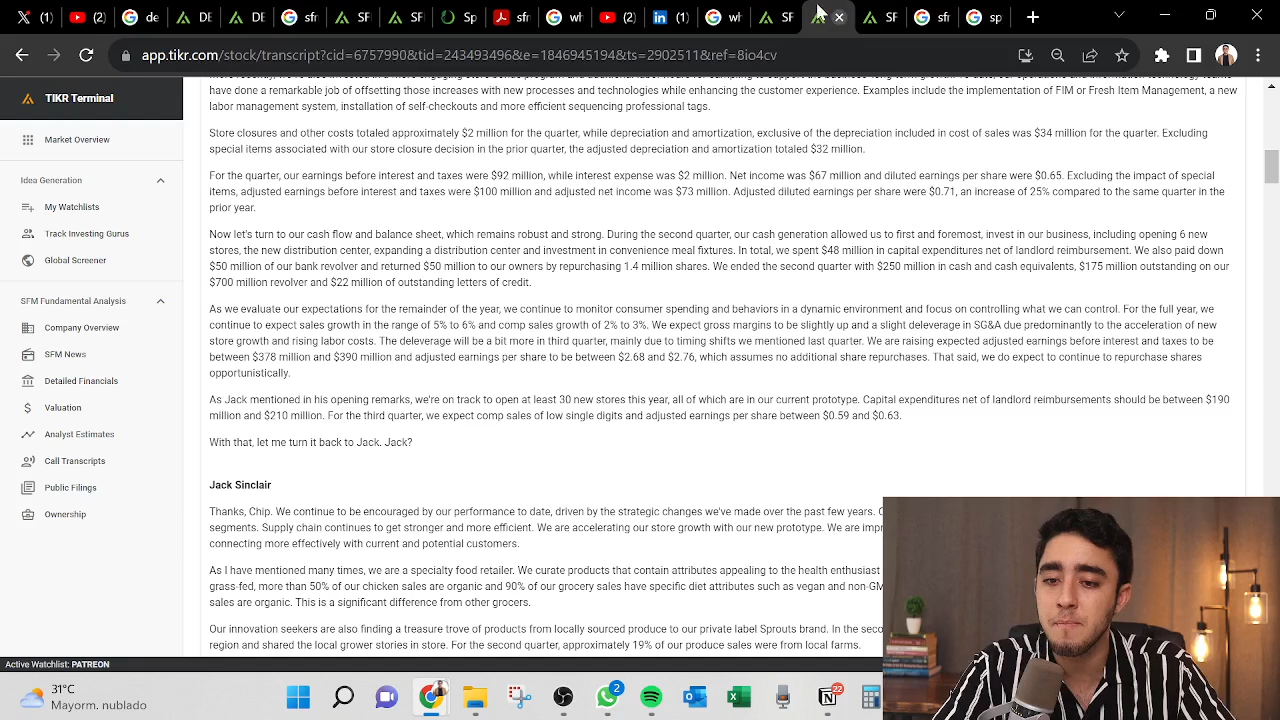 X (1)
(2)
de
DE
DE
sfr
SF
SF
Sp
sfr
wh
(2)
(1)
wh
SF
SF
sfr
sp
app.tikr.com/stock/transcript?cid=6757990&tid=243493496&e=1846945194&ts=2902511&ref=8io4cv
TIKR Terminal
Market Overview
Idea Generation
My Watchlists
Track Investing Gurus
Global Screener
SFM Fundamental Analysis
Company Overview
SFM News
Detailed Financials
Valuation
Analyst Estimates
Call Transcripts
Public Filings
Ownership
have done a remarkable job of offsetting those increases with new processes and technologies while enhancing the customer experience. Examples include the implementation of FIM or Fresh Item Management, a new
labor management system, installation of self-checkouts and more efficient sequencing professional tags.
Store closures and other costs totaled approximately $2 million for the quarter, while depreciation and amortization, exclusive of the depreciation included in cost of sales was $34 million for the quarter. Excluding
special items associated with our store closure decision in the prior quarter, the adjusted depreciation and amortization totaled $32 million.
For the quarter, our earnings before interest and taxes were $92 million, while interest expense was $2 million. Net income was $67 million and diluted earnings per share were $0.65. Excluding the impact of special
items, adjusted earnings before interest and taxes were $100 million and adjusted net income was $73 million. Adjusted diluted earnings per share were $0.71, an increase of 25% compared to the same quarter in the
prior year.
Now let's turn to our cash flow and balance sheet, which remains robust and strong. During the second quarter, our cash generation allowed us to first and foremost, invest in our business, including opening 6 new
stores, the new distribution center, expanding a distribution center and investment in convenience meal fixtures. In total, we spent $48 million in capital expenditures net of landlord reimbursement. We also paid down
$50 million of our bank revolver and returned $50 million to our owners by repurchasing 1.4 million shares. We ended the second quarter with $250 million in cash and cash equivalents, $175 million outstanding on our
$700 million revolver and $22 million of outstanding letters of credit.
As we evaluate our expectations for the remainder of the year, we continue to monitor consumer spending and behaviors in a dynamic environment and focus on controlling what we can control. For the full year, we
continue to expect sales growth in the range of 5% to 6% and comp sales growth of 2% to 3%. We expect gross margins to be slightly up and a slight deleverage in SG&A due predominantly to the acceleration of new
store growth and rising labor costs. The deleverage will be a bit more in third quarter, mainly due to timing shifts we mentioned last quarter. We are raising expected adjusted earnings before interest and taxes to be
between $378 million and $390 million and adjusted earnings per share to be between $2.68 and $2.76, which assumes no additional share repurchases. That said, we do expect to continue to repurchase shares
opportunistically.
As Jack mentioned in his opening remarks, we're on track to open at least 30 new stores this year, all of which are in our current prototype. Capital expenditures net of landlord reimbursements should be between $190
million and $210 million. For the third quarter, we expect comp sales of low single digits and adjusted earnings per share between $0.59 and $0.63.
With that, let me turn it back to Jack. Jack?
Jack Sinclair
Thanks, Chip. We continue to be encouraged by our performance to date, driven by the strategic changes we've made over the past few years.
segments. Supply chain continues to get stronger and more efficient. We are accelerating our store growth with our new prototype. We are
connecting more effectively with current and potential customers.
As I have mentioned many times, we are a specialty food retailer. We curate products that contain attributes appealing to the health enthusiast
grass-fed, more than 50% of our meat sales are organic and 90% of our grocery sales have specific diet attributes such as vegan and
sales are organic. This is a significant difference from other grocers.
Our innovation seekers are also finding a treasure trove of products from locally sourced produce to our private label Sprouts brand. In the
region and shared the local grower stories in store. For the second quarter, approximately 19% of our produce sales were from local farms.
Active Watchlist: PATREON
31°C
Mayorm. nublado
2
22